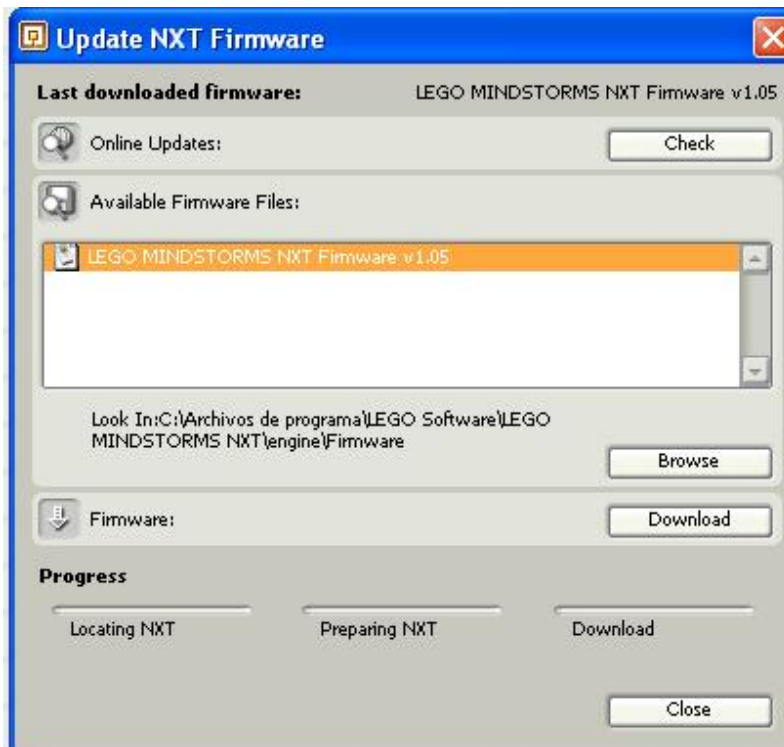 Update NXT Firmware
Last downloaded firmware: LEGO MINDSTORMS NXT Firmware v1.05
Online Updates: Check
Available Firmware Files:
LEGO MINDSTORMS NXT Firmware v1.05
Look In:C:\Archivos de programa\LEGO Software\LEGO
MINDSTORMS NXT\engine\Firmware
Browse
Firmware: Download
Progress
Locating NXT Preparing NXT Download
Close